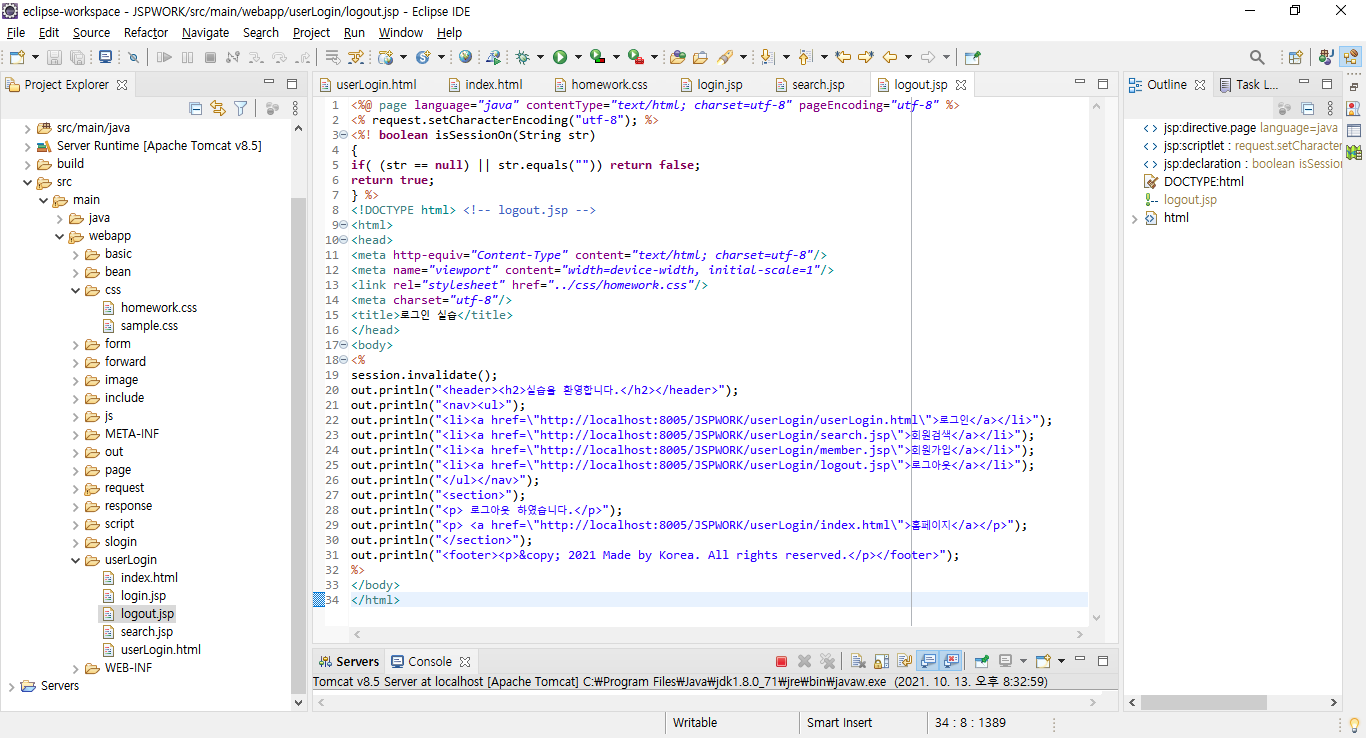 eclipse-workspace - JSPWORK/src/main/webapp/userLogin/logout.jsp - Eclipse IDE
File Edit Source Refactor Navigate Search Project Run Window Help
Project Explorer
src/main/java
Server Runtime [Apache Tomcat v8.5]
build
src
main
java
webapp
basic
bean
css
homework.css
sample.css
form
forward
image
include
js
META-INF
out
page
request
response
script
slogin
userLogin
index.html
login.jsp
logout.jsp
search.jsp
userLogin.html
WEB-INF
Servers
userLogin.html index.html homework.css login.jsp search.jsp logout.jsp
1 <%@ page language="java" contentType="text/html; charset=utf-8" pageEncoding="utf-8" %>
2 <% request.setCharacterEncoding("utf-8"); %>
3 <%! boolean isSessionOn(String str)
4 {
5 if( (str == null) || str.equals("")) return false;
6 return true;
7 } %>
8 <!DOCTYPE html> <!-- logout.jsp -->
9 <html>
10 <head>
11 <meta http-equiv="Content-Type" content="text/html; charset=utf-8"/>
12 <meta name="viewport" content="width=device-width, initial-scale=1"/>
13 <link rel="stylesheet" href="../css/homework.css"/>
14 <meta charset="utf-8"/>
15 <title>로그인 실습</title>
16 </head>
17 <body>
18 <%
19 session.invalidate();
20 out.println("<header><h2>실습을 환영합니다.</h2></header>");
21 out.println("<nav><ul>");
22 out.println("<li><a href=\"http://localhost:8005/JSPWORK/userLogin/userLogin.html\">로그인</a></li>");
23 out.println("<li><a href=\"http://localhost:8005/JSPWORK/userLogin/search.jsp\">회원검색</a></li>");
24 out.println("<li><a href=\"http://localhost:8005/JSPWORK/userLogin/member.jsp\">회원가입</a></li>");
25 out.println("<li><a href=\"http://localhost:8005/JSPWORK/userLogin/logout.jsp\">로그아웃</a></li>");
26 out.println("</ul></nav>");
27 out.println("<section>");
28 out.println("<p> 로그아웃 하였습니다.</p>");
29 out.println("<p> <a href=\"http://localhost:8005/JSPWORK/userLogin/index.html\">홈페이지</a></p>");
30 out.println("</section>");
31 out.println("<footer><p>&copy; 2021 Made by Korea. All rights reserved.</p></footer>");
32 %>
33 </body>
34 </html>
Outline Task L...
jsp:directive.page language=java
jsp:scriptlet : request.setCharacter
jsp:declaration : boolean isSession
DOCTYPE:html
logout.jsp
html
Servers Console
Tomcat v8.5 Server at localhost [Apache Tomcat] C:₩Program Files₩Java₩jdk1.8.0_71₩jre₩bin₩javaw.exe (2021. 10. 13. 오후 8:32:59)
Writable Smart Insert 34 : 8 : 1389